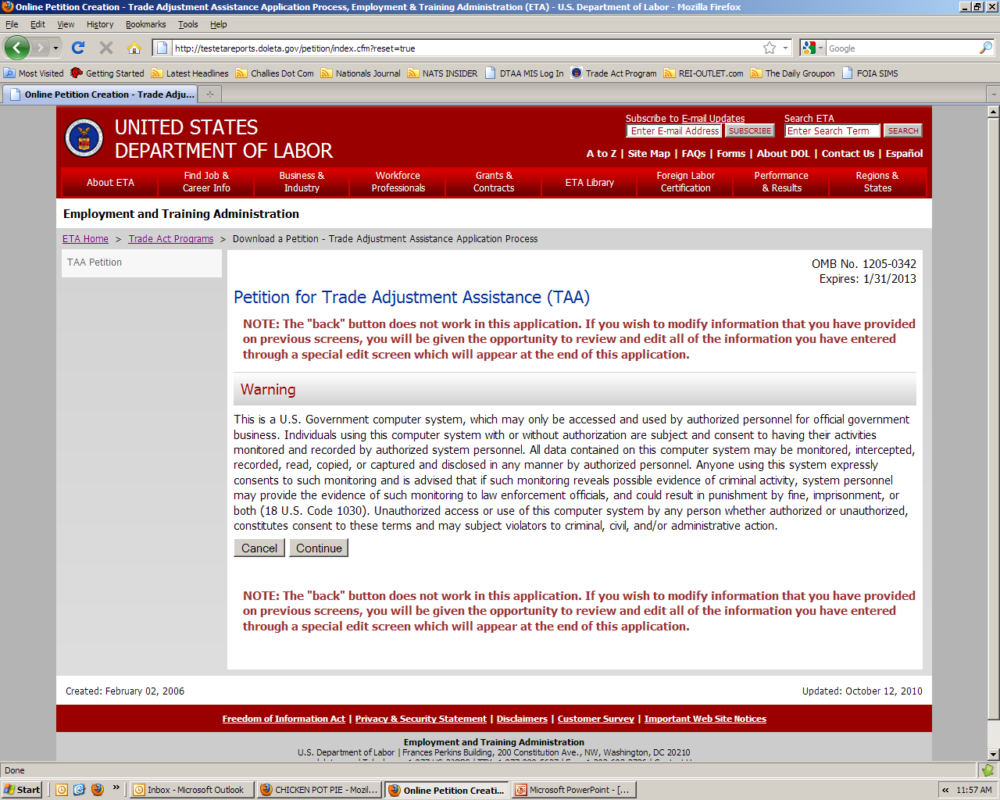 Online Petition Creation - Trade Adjustment Assistance Application Process, Employment & Training Administration (ETA) - U.S. Department of Labor - Mozilla Firefox
File Edit View History Bookmarks Tools Help
http://testetareports.doleta.gov/petition/index.cfm?reset=true
Google
Most Visited Getting Started Latest Headlines Challies Dot Com Nationals Journal NATS INSIDER DTAA MIS Log In Trade Act Program REI-OUTLET.com The Daily Groupon FOIA SIMS
Online Petition Creation - Trade Adju...
UNITED STATES
DEPARTMENT OF LABOR
Subscribe to E-mail Updates
Enter E-mail Address SUBSCRIBE
Search ETA
Enter Search Term SEARCH
A to Z | Site Map | FAQs | Forms | About DOL | Contact Us | Español
About ETA
Find Job &
Career Info
Business &
Industry
Workforce
Professionals
Grants &
Contracts
ETA Library
Foreign Labor
Certification
Performance
& Results
Regions &
States
Employment and Training Administration
ETA Home > Trade Act Programs > Download a Petition - Trade Adjustment Assistance Application Process
TAA Petition
OMB No. 1205-0342
Expires: 1/31/2013
Petition for Trade Adjustment Assistance (TAA)
NOTE: The "back" button does not work in this application. If you wish to modify information that you have provided
on previous screens, you will be given the opportunity to review and edit all of the information you have entered
through a special edit screen which will appear at the end of this application.
Warning
This is a U.S. Government computer system, which may only be accessed and used by authorized personnel for official government
business. Individuals using this computer system with or without authorization are subject and consent to having their activities
monitored and recorded by authorized system personnel. All data contained on this computer system may be monitored, intercepted,
recorded, read, copied, or captured and disclosed in any manner by authorized personnel. Anyone using this system expressly
consents to such monitoring and is advised that if such monitoring reveals possible evidence of criminal activity, system personnel
may provide the evidence of such monitoring to law enforcement officials, and could result in punishment by fine, imprisonment, or
both (18 U.S. Code 1030). Unauthorized access or use of this computer system by any person whether authorized or unauthorized,
constitutes consent to these terms and may subject violators to criminal, civil, and/or administrative action.
Cancel Continue
NOTE: The "back" button does not work in this application. If you wish to modify information that you have provided
on previous screens, you will be given the opportunity to review and edit all of the information you have entered
through a special edit screen which will appear at the end of this application.
Created: February 02, 2006
Updated: October 12, 2010
Freedom of Information Act | Privacy & Security Statement | Disclaimers | Customer Survey | Important Web Site Notices
Employment and Training Administration
U.S. Department of Labor | Frances Perkins Building, 200 Constitution Ave., NW, Washington, DC 20210
Done
Start
Inbox - Microsoft Outlook
CHICKEN POT PIE - Mozil...
Online Petition Creati...
Microsoft PowerPoint - [...
11:57 AM